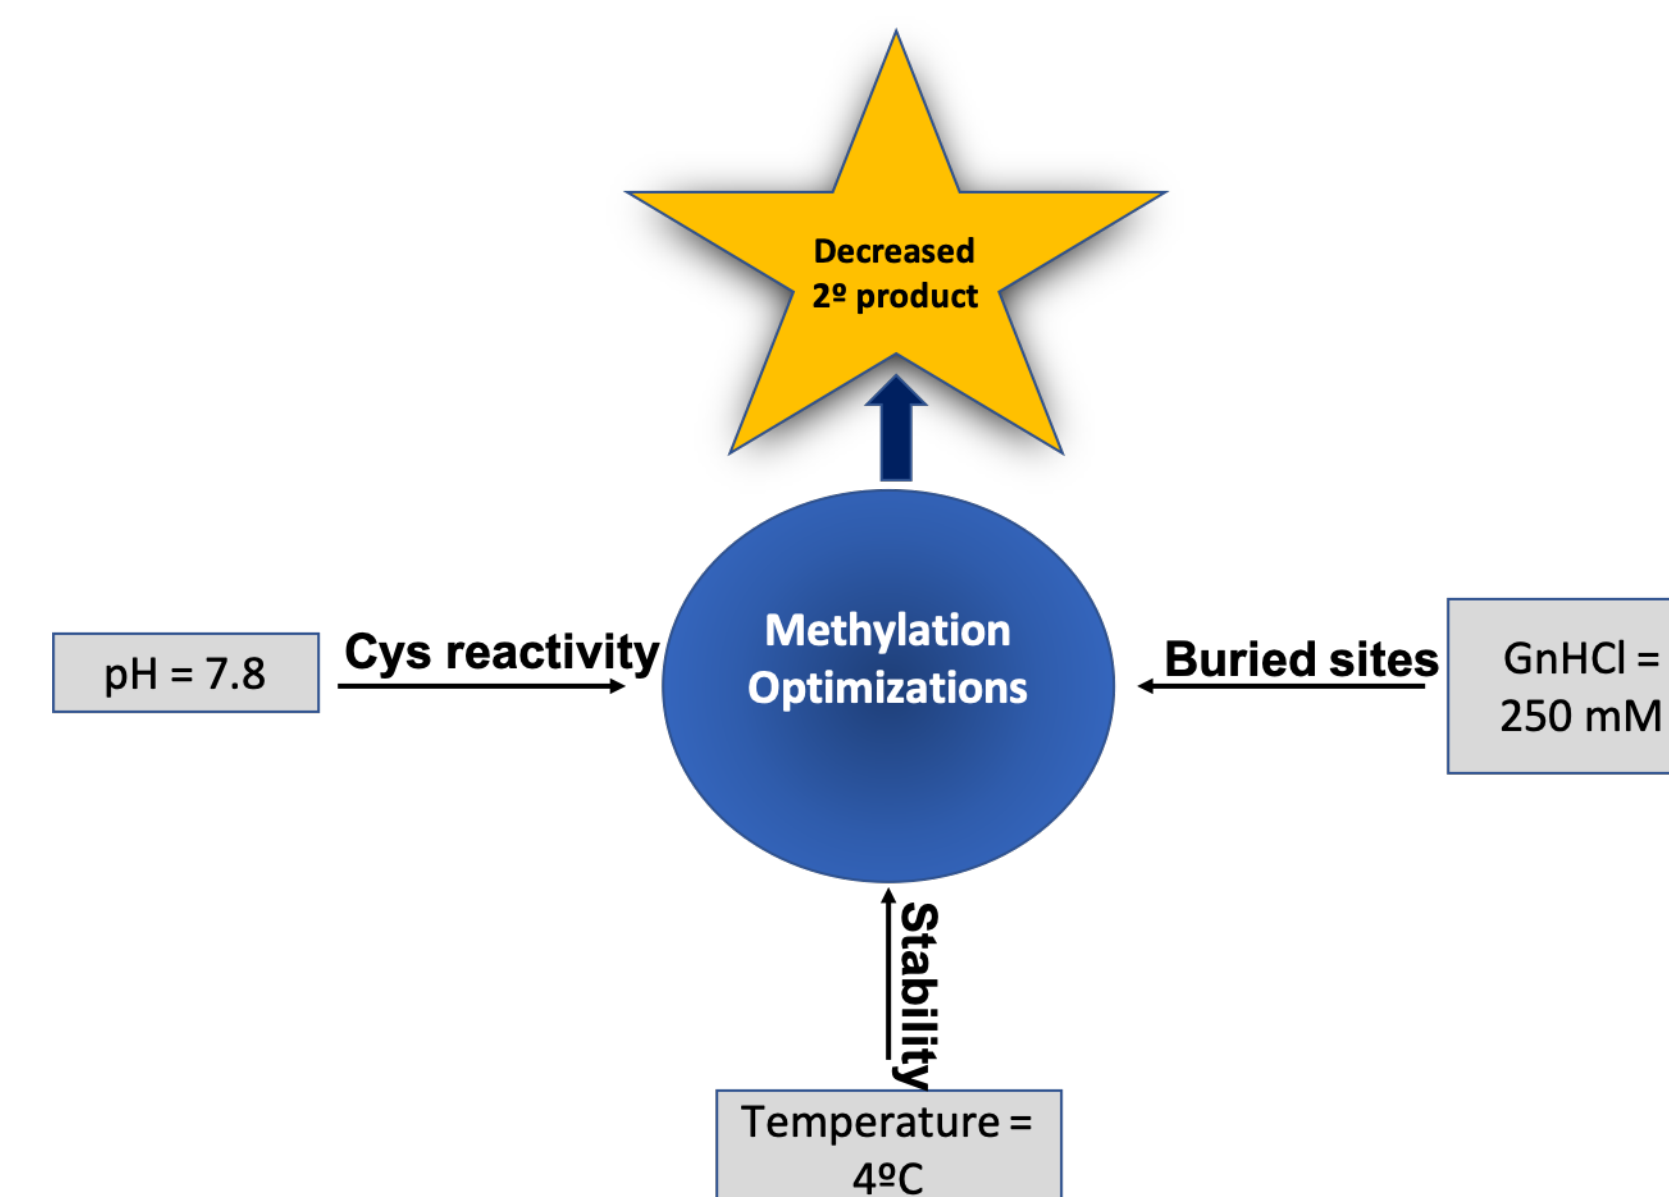 Decreased
2º product
Methylation
Optimizations
pH = 7.8
Cys reactivity
Buried sites
GnHCl =
250 mM
Stability
Temperature =
4ºC